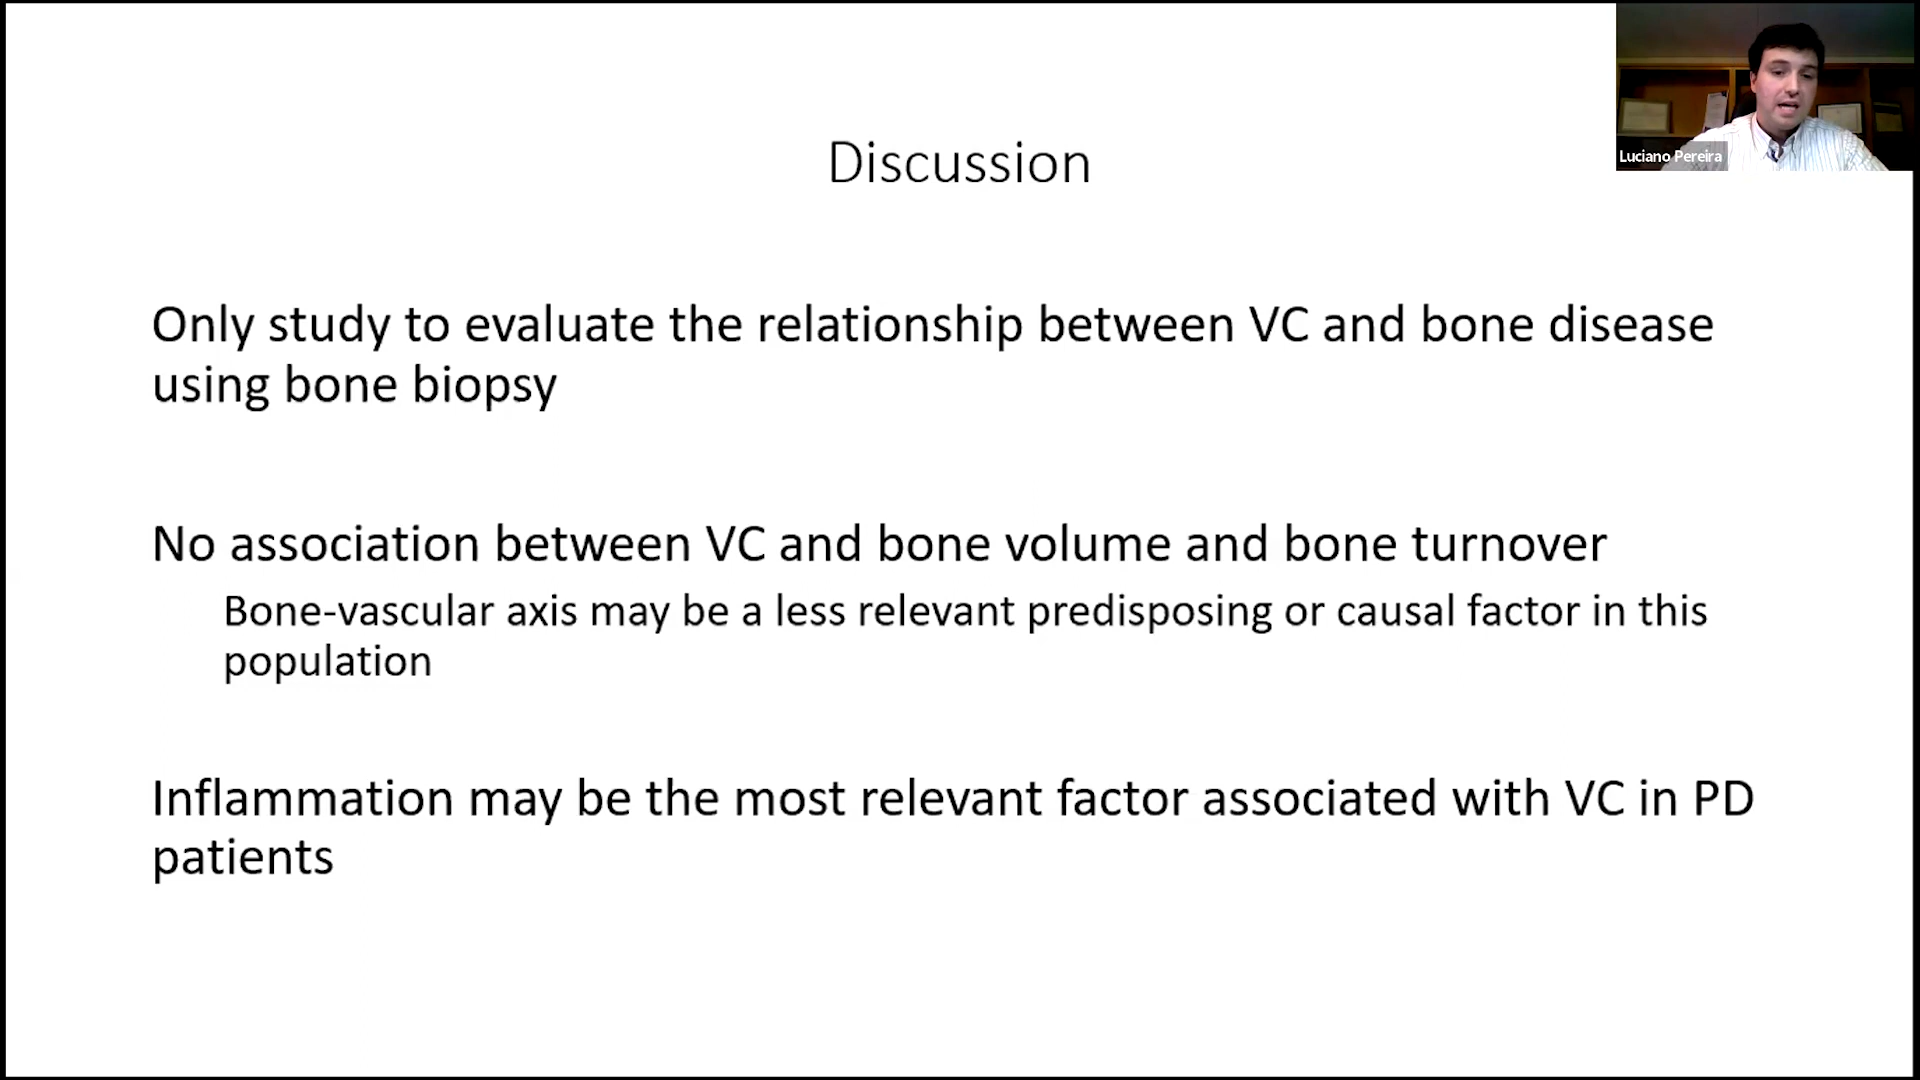 Luciano Pereira
Discussion
Only study to evaluate the relationship between VC and bone disease
using bone biopsy
No association between VC and bone volume and bone turnover
Bone-vascular axis may be a less relevant predisposing or causal factor in this
population
Inflammation may be the most relevant factor associated with VC in PD
patients